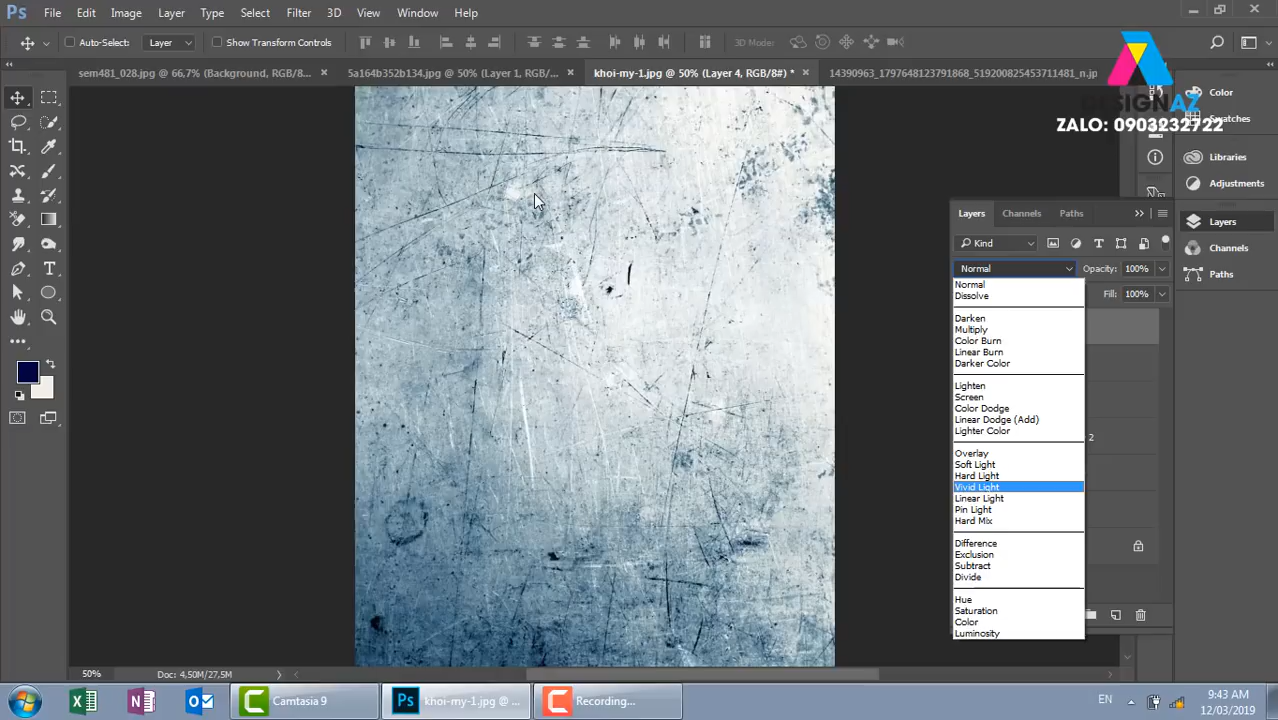 Ps File Edit Image Layer Type Select Filter 3D View Window Help
Auto-Select: Layer Show Transform Controls 3D Mode:
sem481_028.jpg @ 66,7% (Background, RGB/8... × 5a164b352b134.jpg @ 50% (Layer 1, RGB/... × khoi-my-1.jpg @ 50% (Layer 4, RGB/8#) * × 14390963_1797648123791868_519200825453711481_n.jp
DESIGNAZ
ZALO: 0903232722
Color
Swatches
Libraries
Adjustments
Layers
Channels
Paths
Layers Channels Paths
Kind
Normal Opacity: 100%
Fill: 100%
Normal
Dissolve
Darken
Multiply
Color Burn
Linear Burn
Darker Color
Lighten
Screen
Color Dodge
Linear Dodge (Add)
Lighter Color
2
Overlay
Soft Light
Hard Light
Vivid Light
Linear Light
Pin Light
Hard Mix
Difference
Exclusion
Subtract
Divide
Hue
Saturation
Color
Luminosity
50% Doc: 4,50M/27,5M
Camtasia 9
Ps khoi-my-1.jpg @ ...
Recording...
EN
9:43 AM
12/03/2019